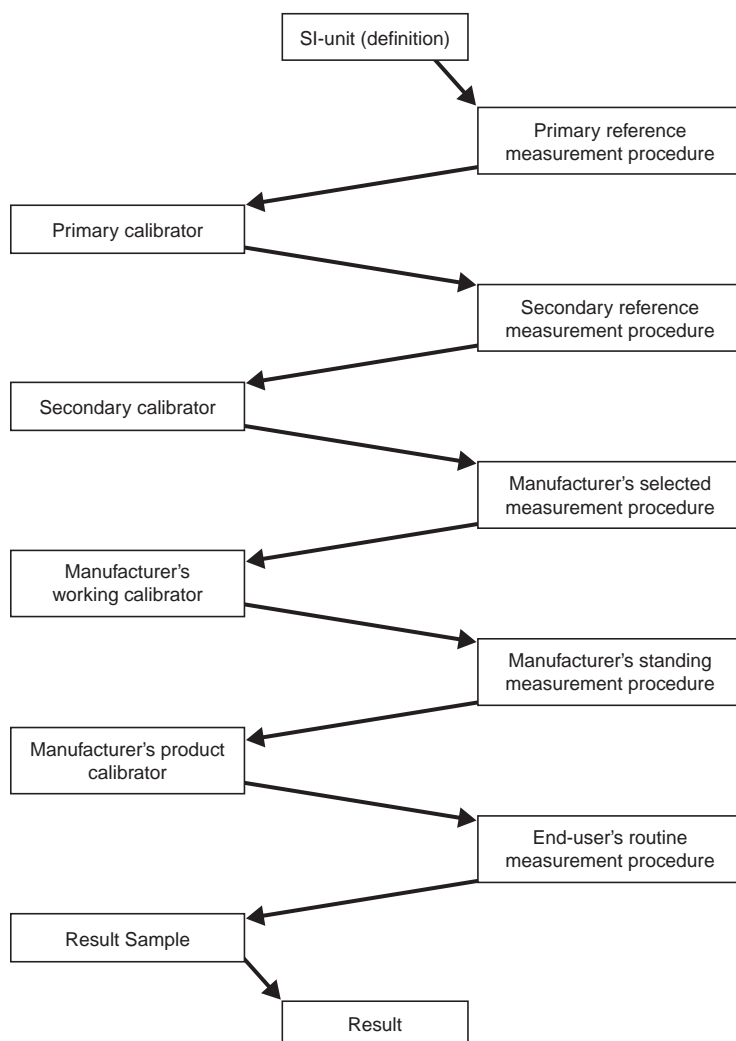 SI-unit (definition)
Primary reference
measurement procedure
Primary calibrator
Secondary reference
measurement procedure
Secondary calibrator
Manufacturer's selected
measurement procedure
Manufacturer's
working calibrator
Manufacturer's standing
measurement procedure
Manufacturer's product
calibrator
End-user's routine
measurement procedure
Result Sample
Result